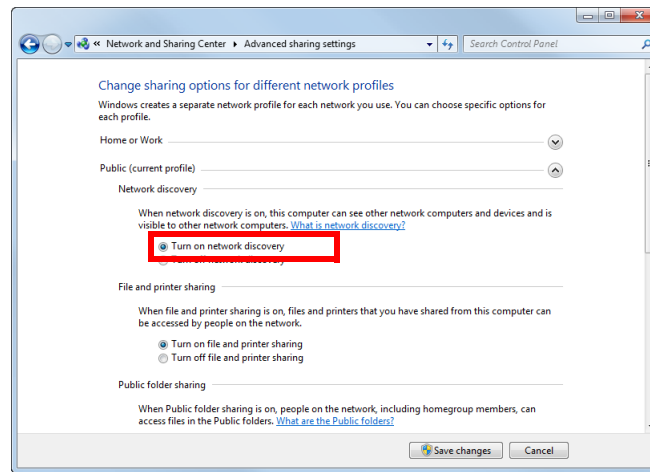 « Network and Sharing Center ▸ Advanced sharing settings
Search Control Panel
Change sharing options for different network profiles
Windows creates a separate network profile for each network you use. You can choose specific options for
each profile.
Home or Work
Public (current profile)
Network discovery
When network discovery is on, this computer can see other network computers and devices and is
visible to other network computers. What is network discovery?
Turn on network discovery
Turn off network discovery
File and printer sharing
When file and printer sharing is on, files and printers that you have shared from this computer can
be accessed by people on the network.
Turn on file and printer sharing
Turn off file and printer sharing
Public folder sharing
When Public folder sharing is on, people on the network, including homegroup members, can
access files in the Public folders. What are the Public folders?
Save changes
Cancel